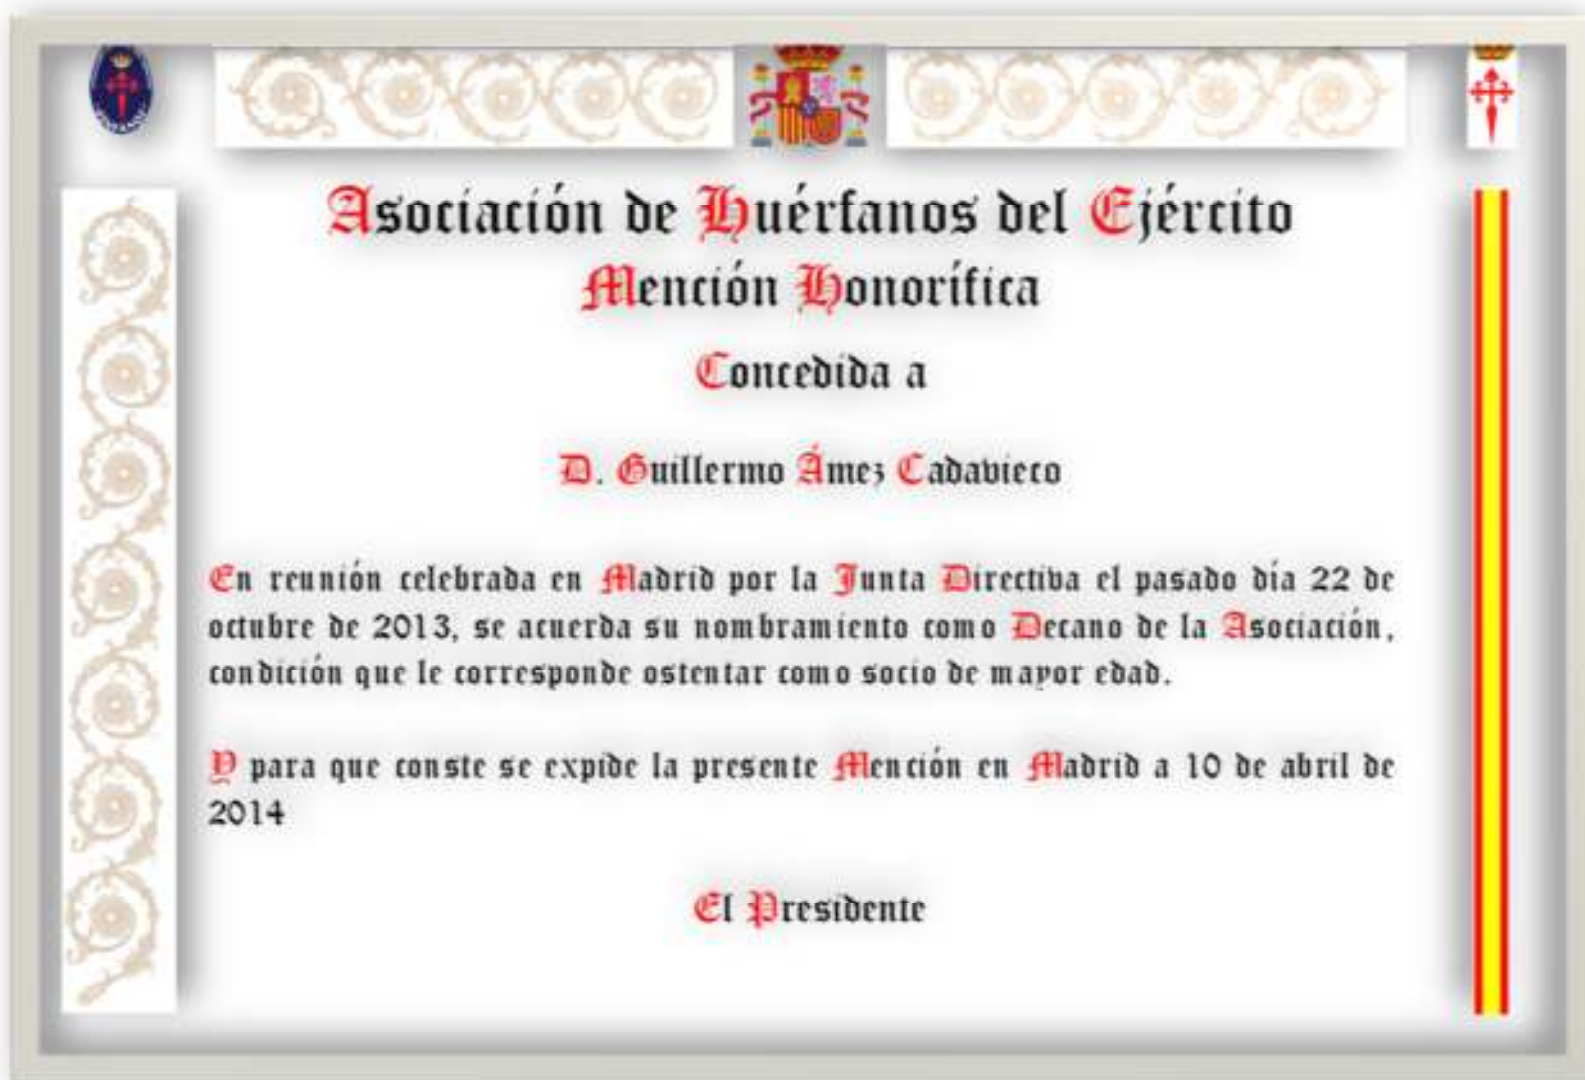 Asociación de Huérfanos del Ejército
Mención Honorífica
Concedida a
D. Guillermo Ámez Cadavieco
En reunión celebrada en Madrid por la Junta Directiva el pasado día 22 de
octubre de 2013, se acuerda su nombramiento como Decano de la Asociación,
condición que le corresponde ostentar como socio de mayor edad.
Y para que conste se expide la presente Mención en Madrid a 10 de abril de
2014
El Presidente